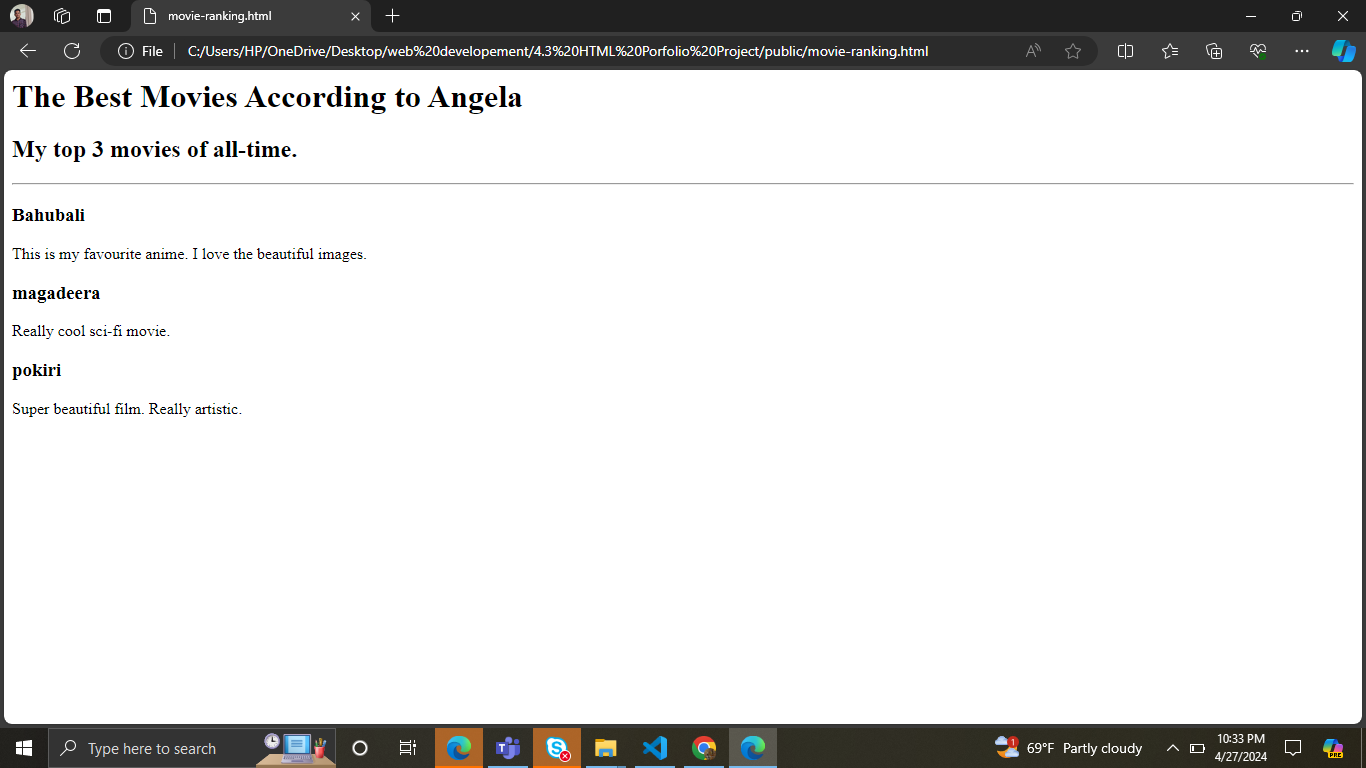 movie-ranking.html
File
C:/Users/HP/OneDrive/Desktop/web%20developement/4.3%20HTML%20Porfolio%20Project/public/movie-ranking.html
The Best Movies According to Angela
My top 3 movies of all-time.
Bahubali
This is my favourite anime. I love the beautiful images.
magadeera
Really cool sci-fi movie.
pokiri
Super beautiful film. Really artistic.
Type here to search
1
69°F Partly cloudy
10:33 PM
4/27/2024
PRE